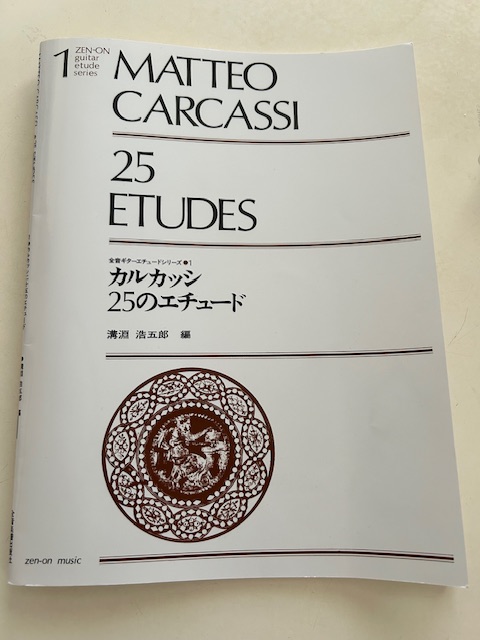 1
ZEN-ON
guitar
etude
series
MATTEO
CARCASSI
25
ETUDES
全音ギターエチュードシリーズ●1
カルカッシ
25のエチュード
溝淵 浩五郎 編
zen-on music